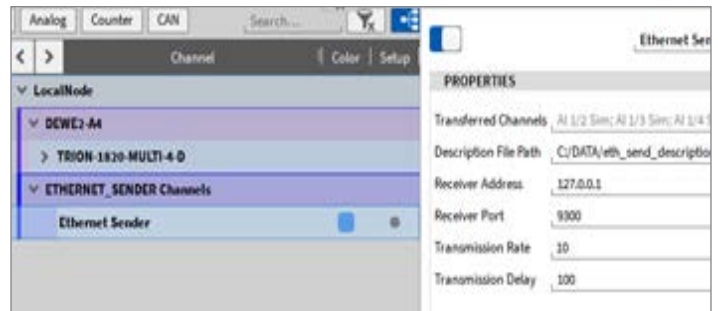 Analog Counter CAN Search...
Channel Color Setup
LocalNode
DEWE2-A4
TRION-1820-MULTI-4-D
ETHERNET_SENDER Channels
Ethernet Sender
Ethernet Sen
PROPERTIES
Transferred Channels AI 1/2 Sim; AI 1/3 Sim; AI 1/4 S
Description File Path C:/DATA/eth_send_description
Receiver Address 127.0.0.1
Receiver Port 9300
Transmission Rate 10
Transmission Delay 100